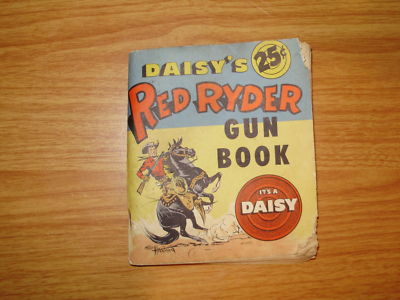 DAISY'S
25¢
RED RYDER
GUN
BOOK
IT'S A
DAISY